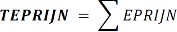 TEPRIJN = ∑ EPRIJN